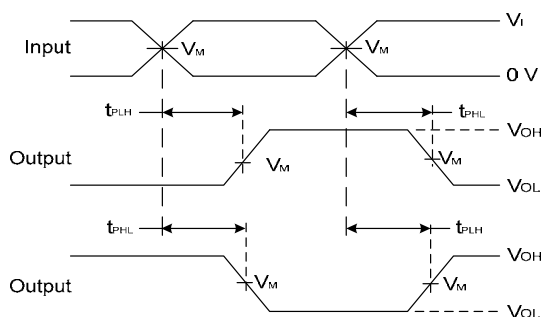 Input VM VM VI
0 V
tPLH tPHL
Output VM VM VOH
VOL
tPHL tPLH
Output VM VM VOH
VOL